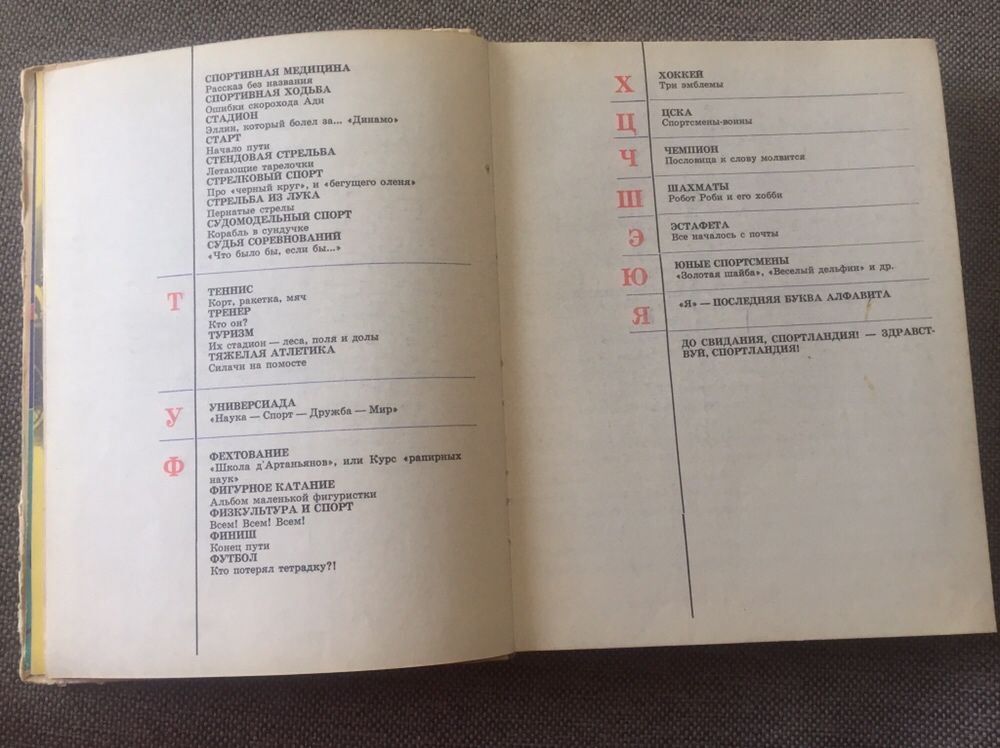 СПОРТИВНАЯ МЕДИЦИНА
Рассказ без названия
СПОРТИВНАЯ ХОДЬБА
Ошибки скорохода Ади
СТАДИОН
Эллин, который болел за... «Динамо»
СТАРТ
Начало пути
СТЕНДОВАЯ СТРЕЛЬБА
Летающие тарелочки
СТРЕЛКОВЫЙ СПОРТ
Про «черный круг», и «бегущего оленя»
СТРЕЛЬБА ИЗ ЛУКА
Пернатые стрелы
СУДОМОДЕЛЬНЫЙ СПОРТ
Корабль в сундучке
СУДЬЯ СОРЕВНОВАНИЙ
«Что было бы, если бы...»
Т
ТЕННИС
Корт, ракетка, мяч
ТРЕНЕР
Кто он?
ТУРИЗМ
Их стадион — леса, поля и долы
ТЯЖЕЛАЯ АТЛЕТИКА
Силачи на помосте
У
УНИВЕРСИАДА
«Наука — Спорт — Дружба — Мир»
Ф
ФЕХТОВАНИЕ
«Школа д'Артаньянов», или Курс «рапирных
наук»
ФИГУРНОЕ КАТАНИЕ
Альбом маленькой фигуристки
ФИЗКУЛЬТУРА И СПОРТ
Всем! Всем! Всем!
ФИНИШ
Конец пути
ФУТБОЛ
Кто потерял тетрадку?!
Х
ХОККЕЙ
Три эмблемы
Ц
ЦСКА
Спортсмены-воины
Ч
ЧЕМПИОН
Пословица к слову молвится
Ш
ШАХМАТЫ
Робот Роби и его хобби
Э
ЭСТАФЕТА
Все началось с почты
Ю
ЮНЫЕ СПОРТСМЕНЫ
«Золотая шайба», «Веселый дельфин» и др.
Я
«Я» — ПОСЛЕДНЯЯ БУКВА АЛФАВИТА
ДО СВИДАНИЯ, СПОРТЛАНДИЯ! — ЗДРАВСТ-
ВУЙ, СПОРТЛАНДИЯ!